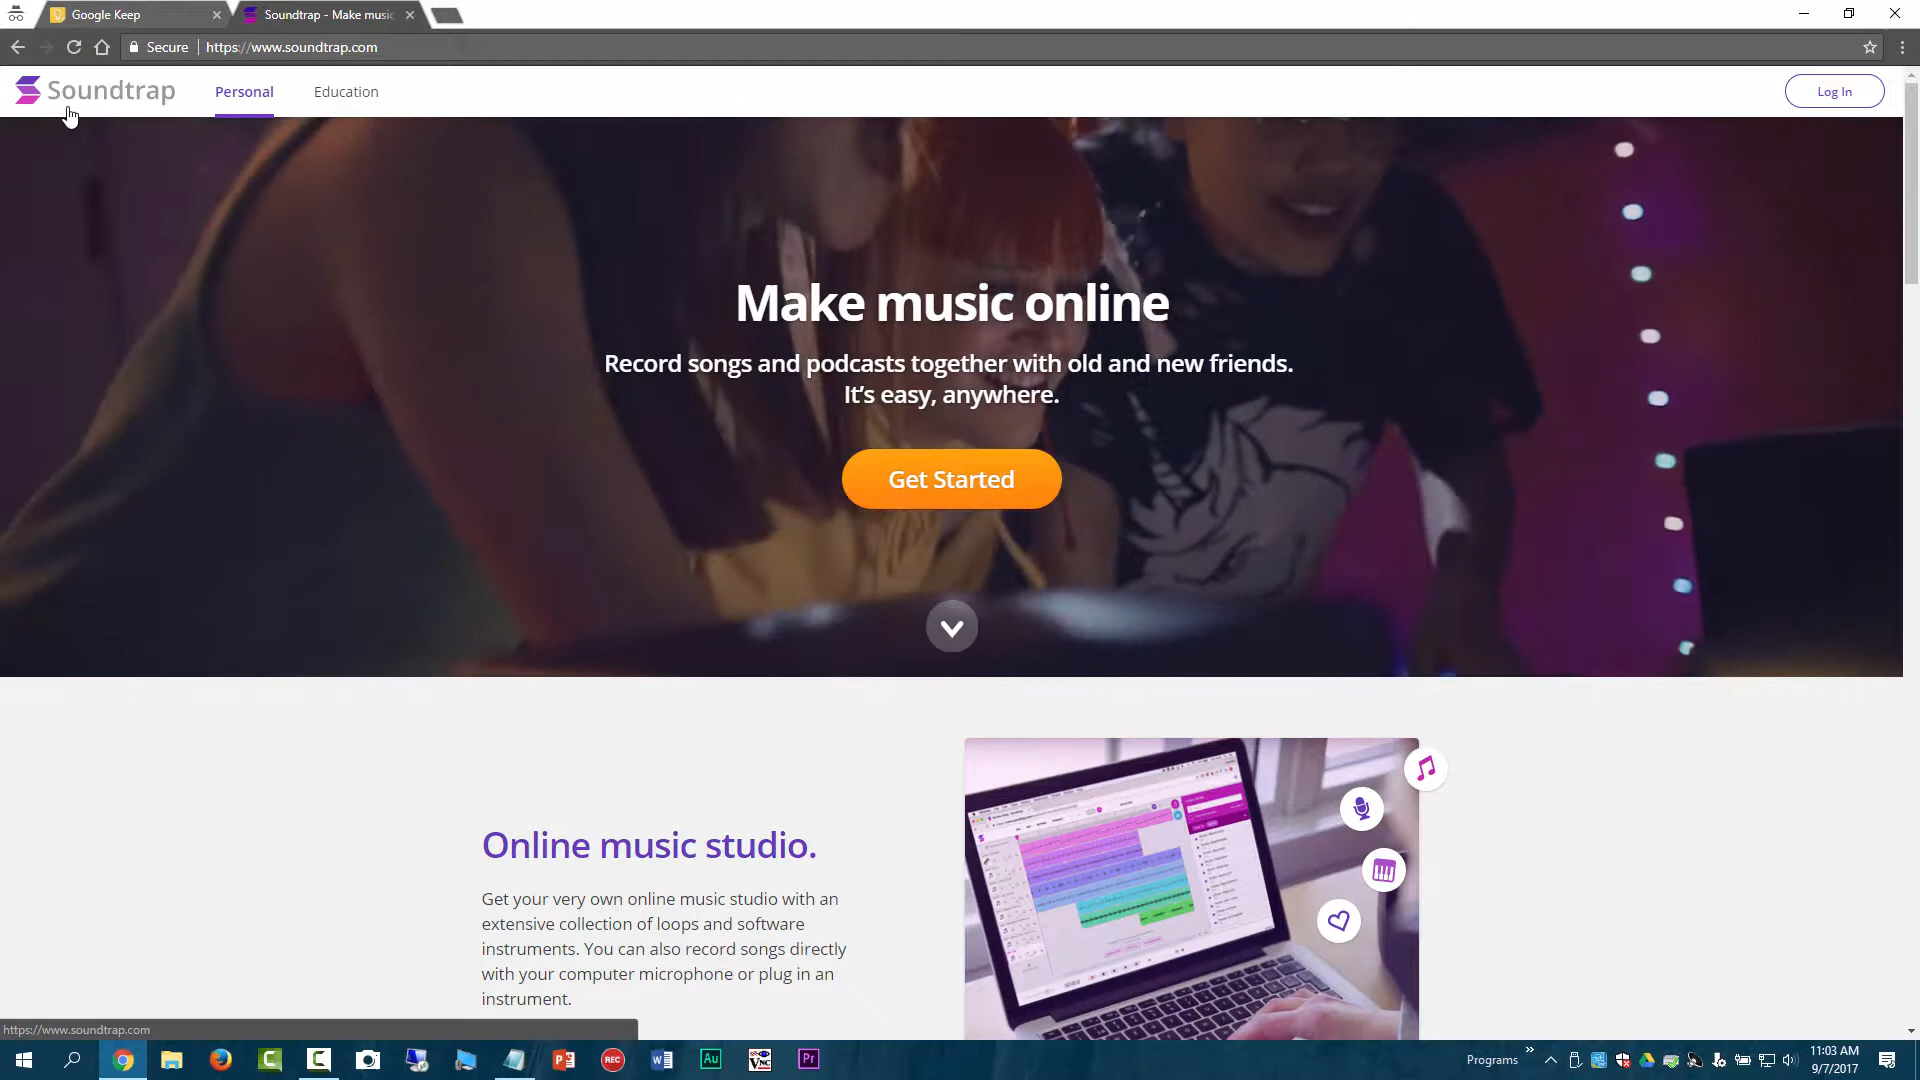 Google Keep
Soundtrap - Make music
Secure
https://www.soundtrap.com
Soundtrap
Personal
Education
Log In
Make music online
Record songs and podcasts together with old and new friends.
It's easy, anywhere.
Get Started
Online music studio.
Get your very own online music studio with an
extensive collection of loops and software
instruments. You can also record songs directly
with your computer microphone or plug in an
instrument.
https://www.soundtrap.com
REC
Au
Pr
Programs
11:03 AM
9/7/2017